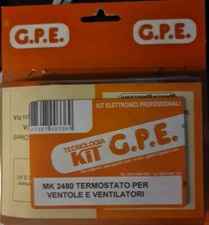 G.P.E.
KIT ELETTRONICI PROFESSIONALI
TECNOLOGIA
KiT G.P.E.
MK 2480 TERMOSTATO PER
VENTOLE E VENTILATORI